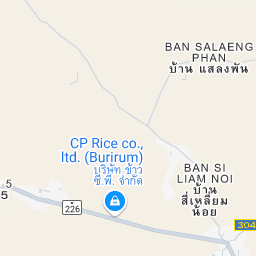 BAN SALAENG
PHAN
บ้าน แสลงพัน
CP Rice co.,
ltd. (Burirum)
บริษัท ข้าว
ซี.พี. จำกัด
BAN SI
LIAM NOI
บ้าน
สี่เหลี่ยม
น้อย
5
5
226
304